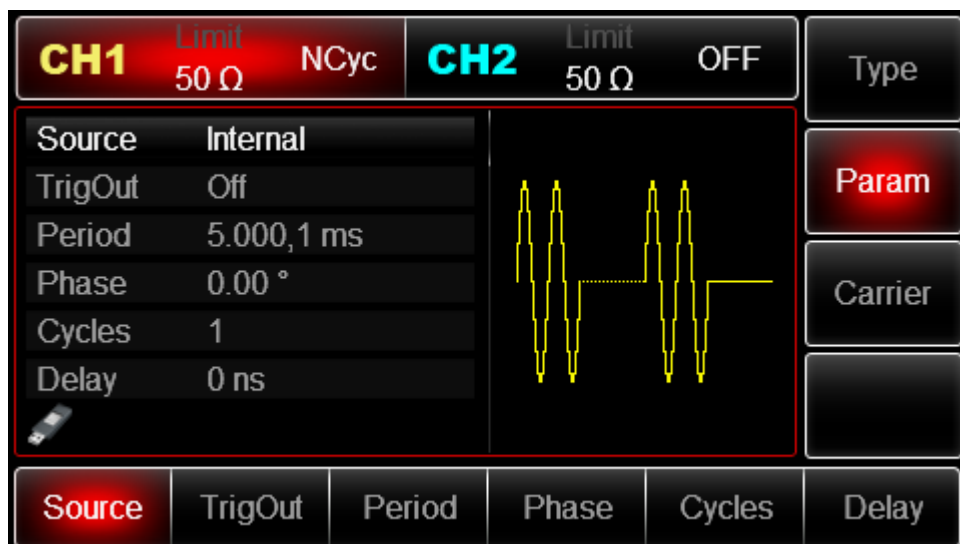 CH1 Limit 50 Ω NCyc CH2 Limit 50 Ω OFF
Type
Source Internal
TrigOut Off
Period 5.000,1 ms
Phase 0.00 °
Cycles 1
Delay 0 ns
Param
Carrier
Source TrigOut Period Phase Cycles Delay